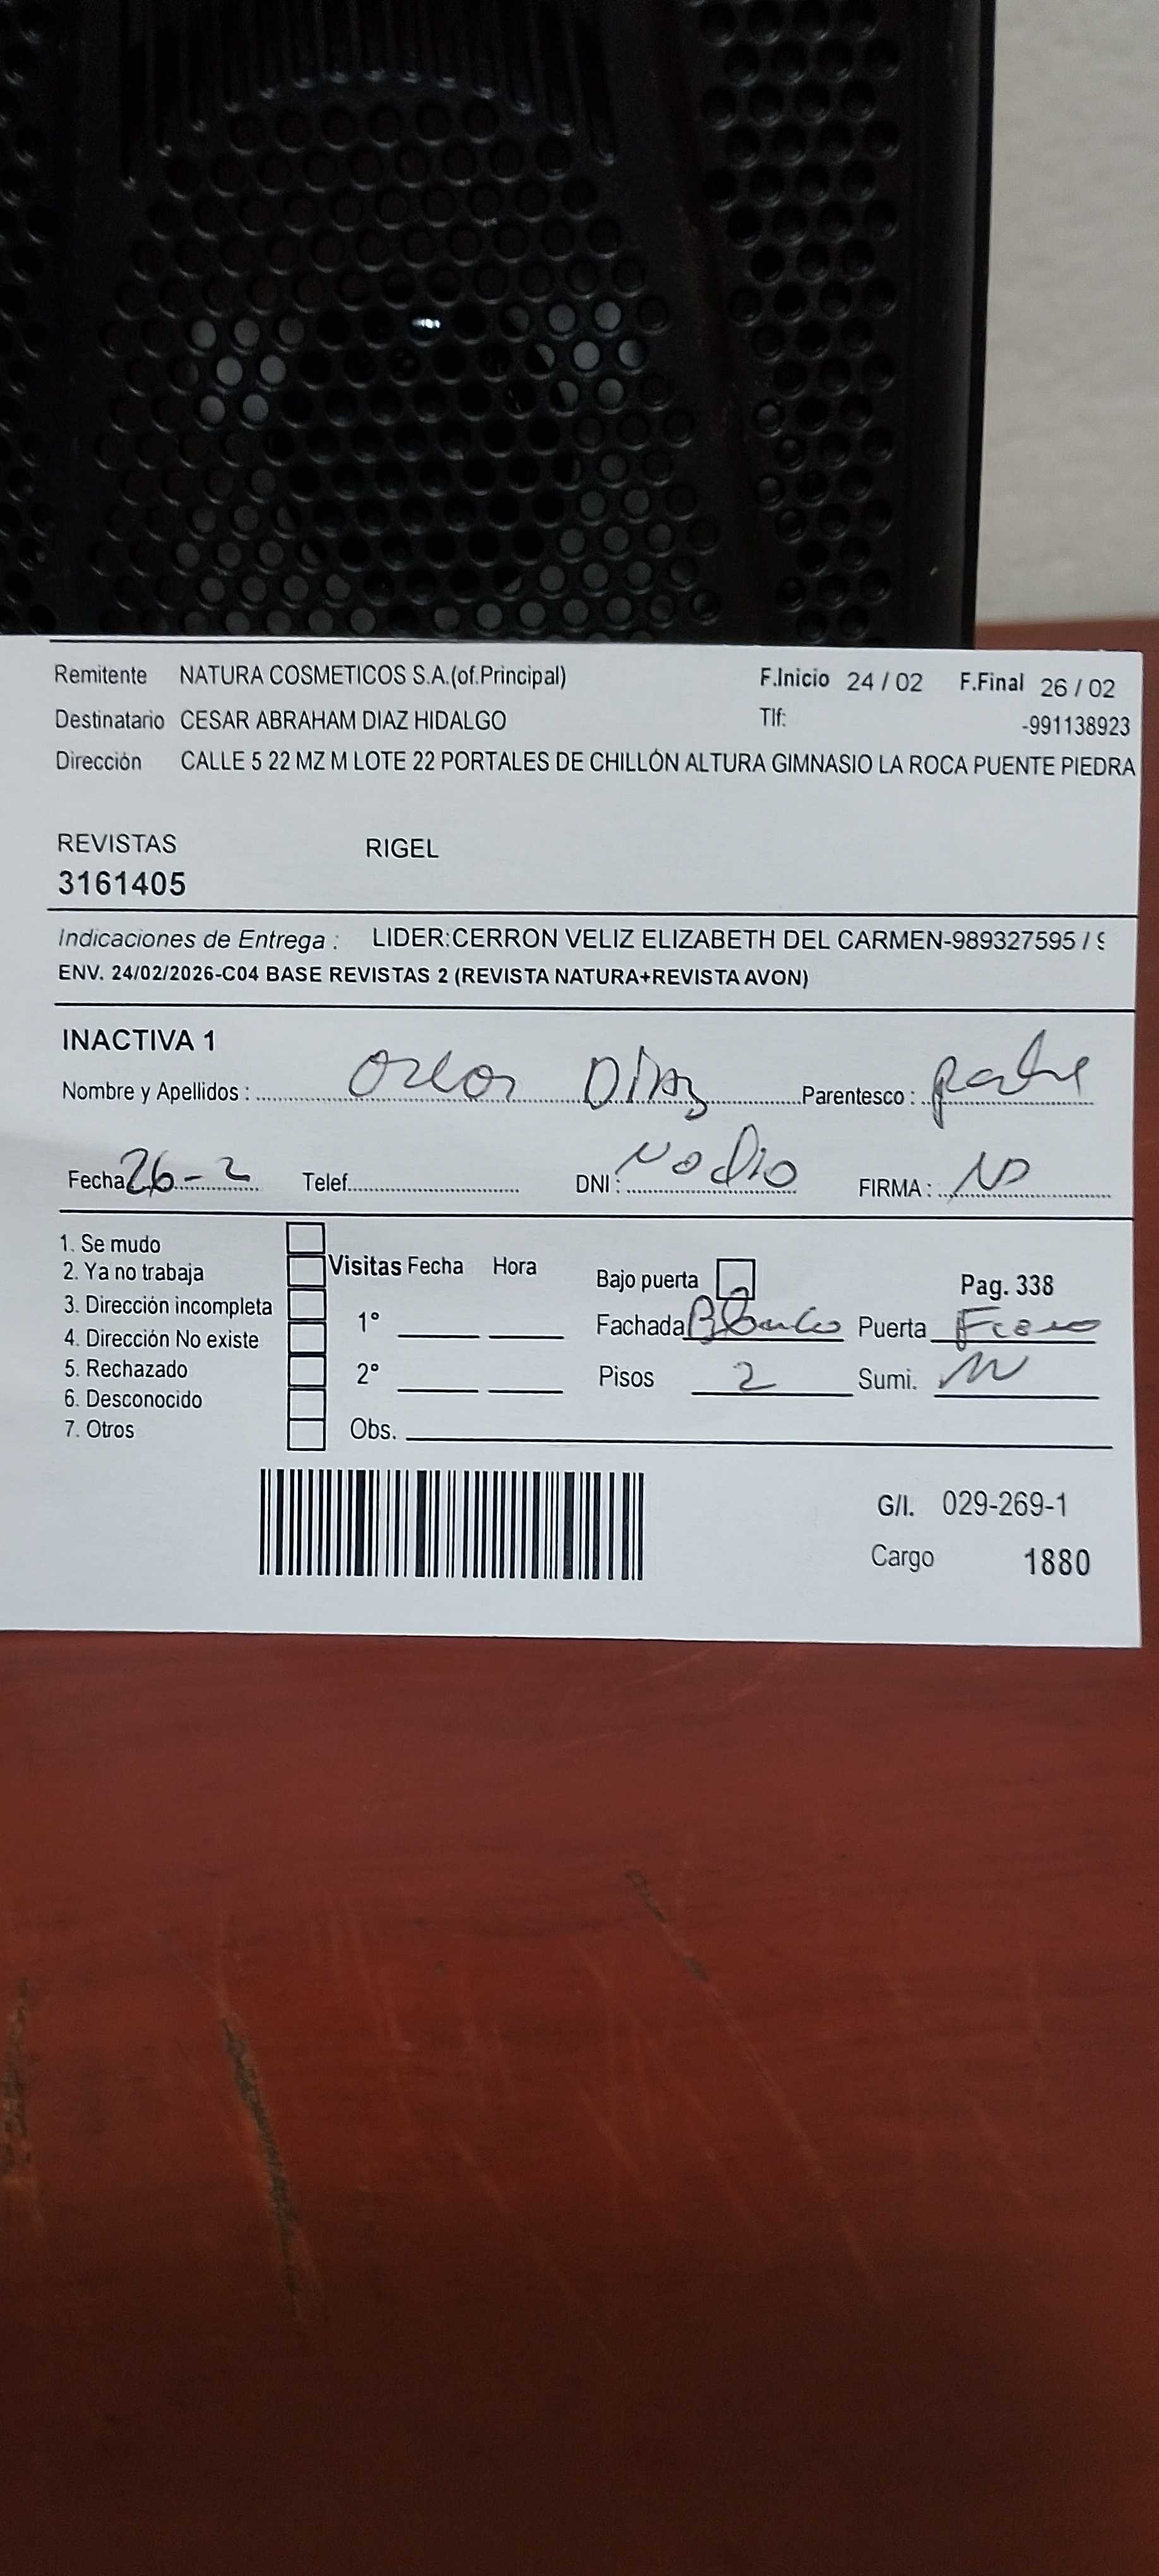 Remitente NATURA COSMETICOS S.A.(of.Principal) F.Inicio 24 / 02 F.Final 26 / 02
Destinatario CESAR ABRAHAM DIAZ HIDALGO Tlf: -991138923
Dirección CALLE 5 22 MZ M LOTE 22 PORTALES DE CHILLÓN ALTURA GIMNASIO LA ROCA PUENTE PIEDRA
REVISTAS RIGEL
3161405
Indicaciones de Entrega : LIDER:CERRON VELIZ ELIZABETH DEL CARMEN-989327595 /
ENV. 24/02/2026-C04 BASE REVISTAS 2 (REVISTA NATURA+REVISTA AVON)
INACTIVA 1
Nombre y Apellidos : Diaz Parentesco : padre
Fecha 26-2 Telef. DNI : No dio FIRMA : NO
1. Se mudo
2. Ya no trabaja Visitas Fecha Hora Bajo puerta Pag. 338
3. Dirección incompleta 1° Fachada Blanco Puerta Fierro
4. Dirección No existe
5. Rechazado 2° Pisos 2 Sumi.
6. Desconocido
7. Otros Obs.
G/I. 029-269-1
Cargo 1880